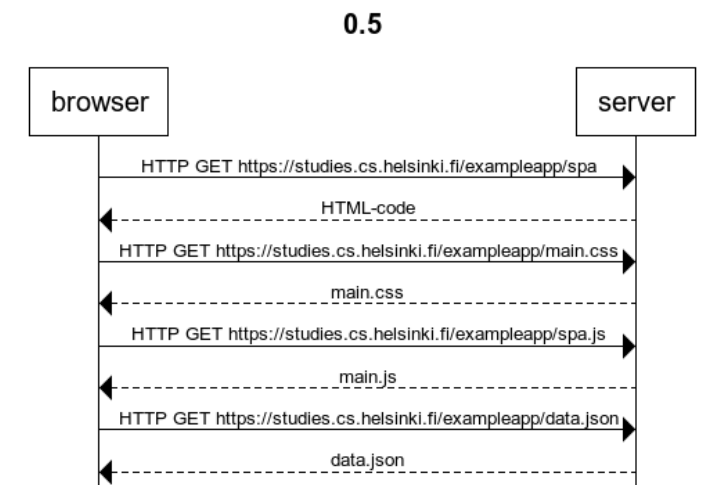 0.5
browser
server
HTTP GET https://studies.cs.helsinki.fi/exampleapp/spa
HTML-code
HTTP GET https://studies.cs.helsinki.fi/exampleapp/main.css
main.css
HTTP GET https://studies.cs.helsinki.fi/exampleapp/spa.js
main.js
HTTP GET https://studies.cs.helsinki.fi/exampleapp/data.json
data.json